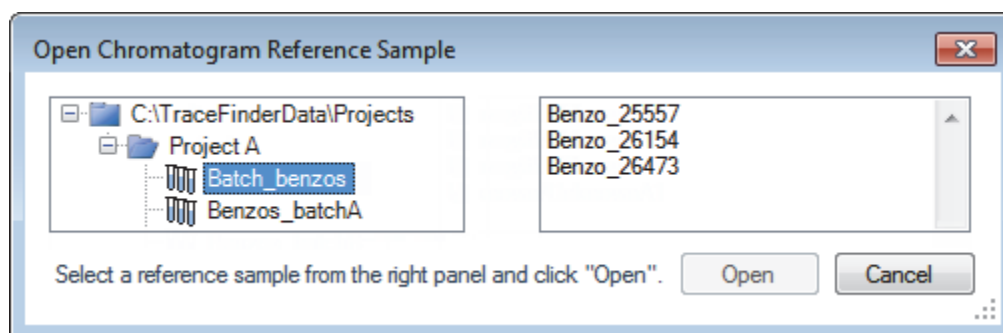 Open Chromatogram Reference Sample
C:\TraceFinderData\Projects
Project A
Batch_benzos
Benzos_batchA
Benzo_25557
Benzo_26154
Benzo_26473
Select a reference sample from the right panel and click "Open".
Open
Cancel